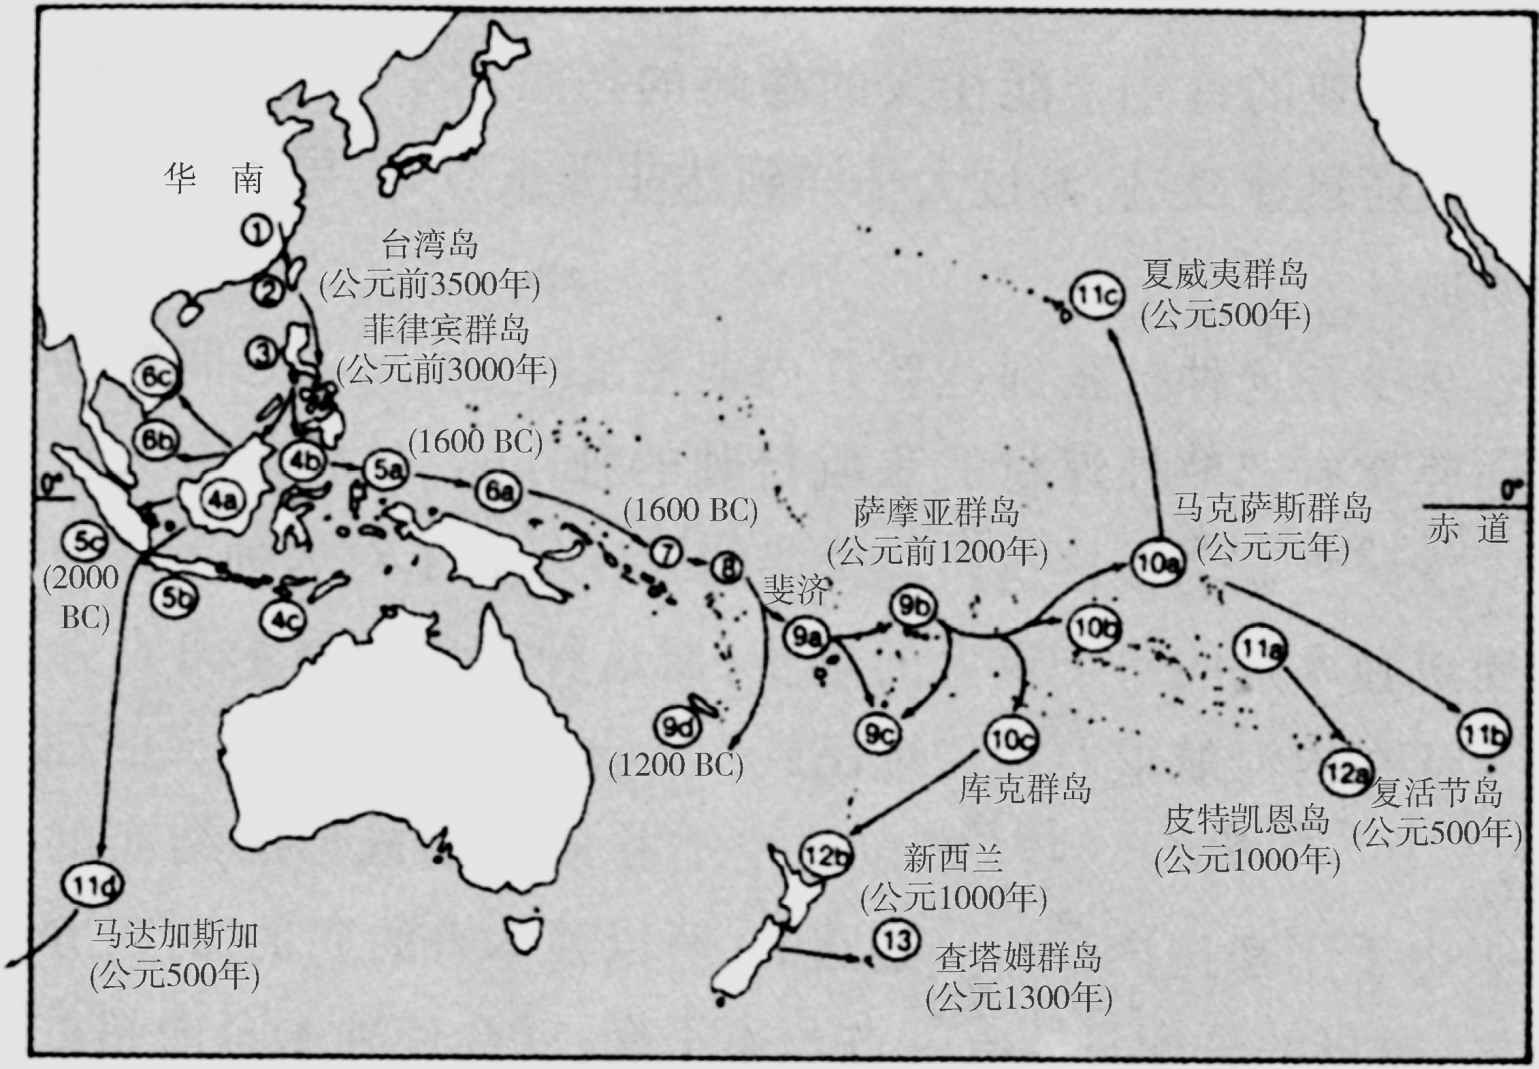 华 南
①
台湾岛
②
(公元前3500年)
菲律宾群岛
③
(公元前3000年)
夏威夷群岛
11c
(公元500年)
6c
6b
(1600 BC)
4b
5a
6a
4a
0°
0°
(1600 BC)
萨摩亚群岛
马克萨斯群岛
赤 道
5c
(公元前1200年)
(公元元年)
7
8
10a
(2000
BC)
5b
4c
斐济
9a
9b
10b
11a
9d
9c
10c
11b
(1200 BC)
12a
库克群岛
复活节岛
皮特凯恩岛
(公元500年)
12b
新西兰
(公元1000年)
11d
(公元1000年)
马达加斯加
(公元500年)
13
查塔姆群岛
(公元1300年)